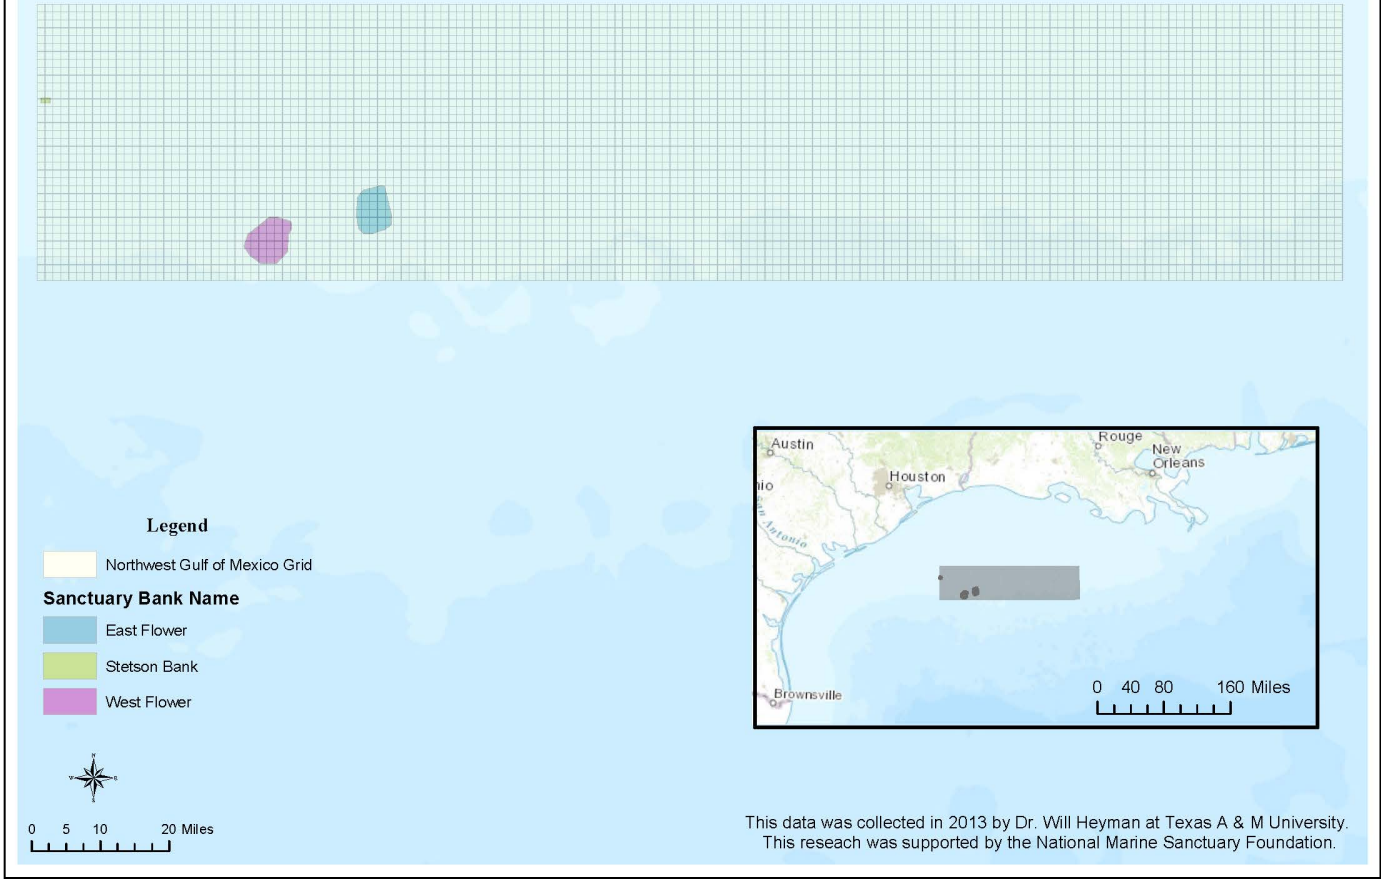 Austin
Rouge
New
Orleans
Houston
nio
San Antonio
Legend
Northwest Gulf of Mexico Grid
Sanctuary Bank Name
East Flower
Stetson Bank
West Flower
0 40 80 160 Miles
Brownsville
N
W E
S
0 5 10 20 Miles
This data was collected in 2013 by Dr. Will Heyman at Texas A & M University.
This reseach was supported by the National Marine Sanctuary Foundation.